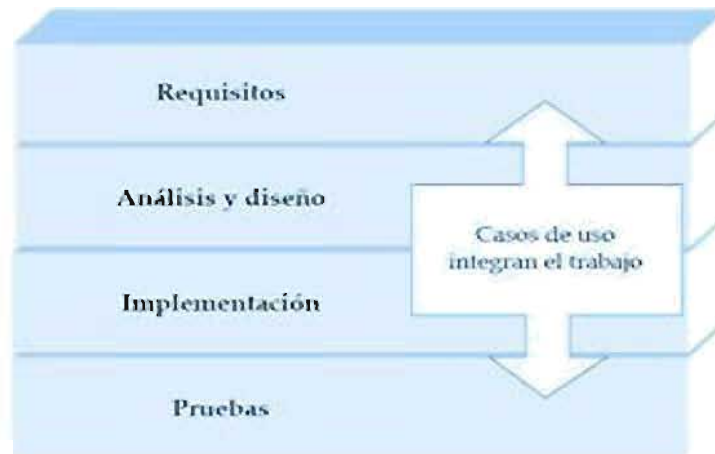 Requisitos
Análisis y diseño
Casos de uso
integran el trabajo
Implementación
Pruebas